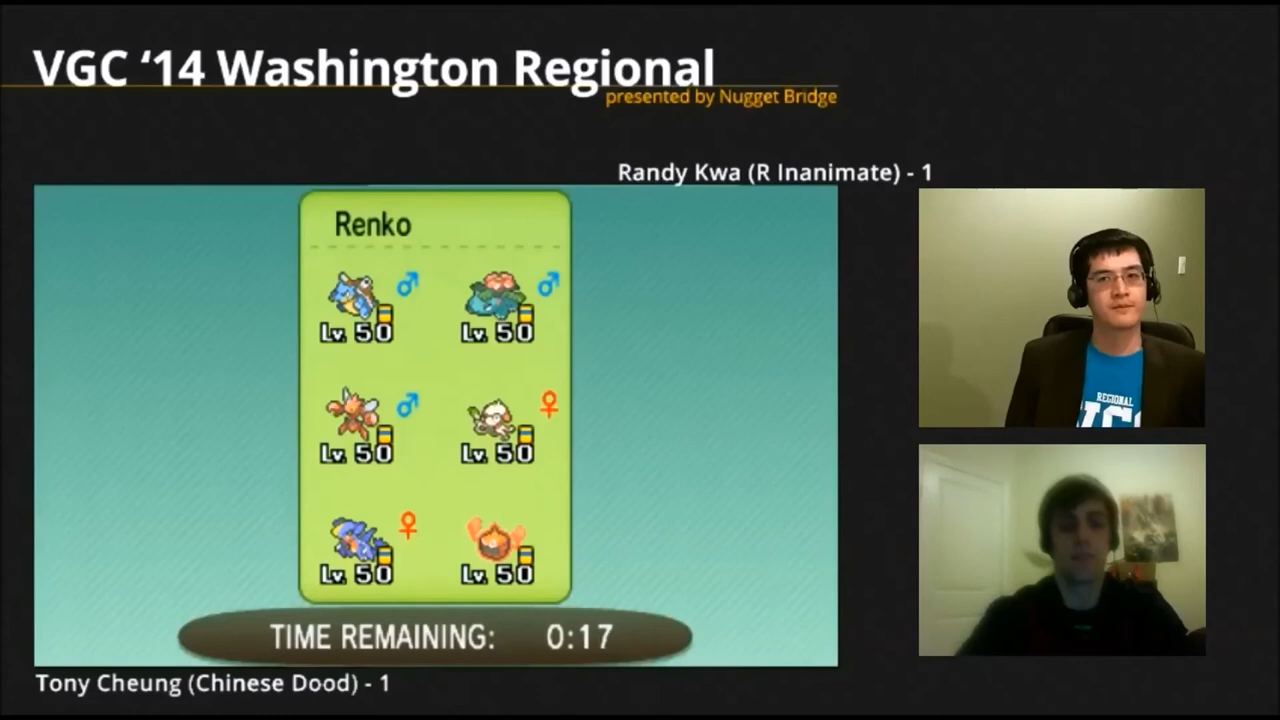 VGC ‘14 Washington Regional
presented by Nugget Bridge
Randy Kwa (R Inanimate) - 1
Renko
Lv. 50 Lv. 50
Lv. 50 Lv. 50
Lv. 50 Lv. 50
TIME REMAINING: 0:17
REGIONAL
Tony Cheung (Chinese Dood) - 1